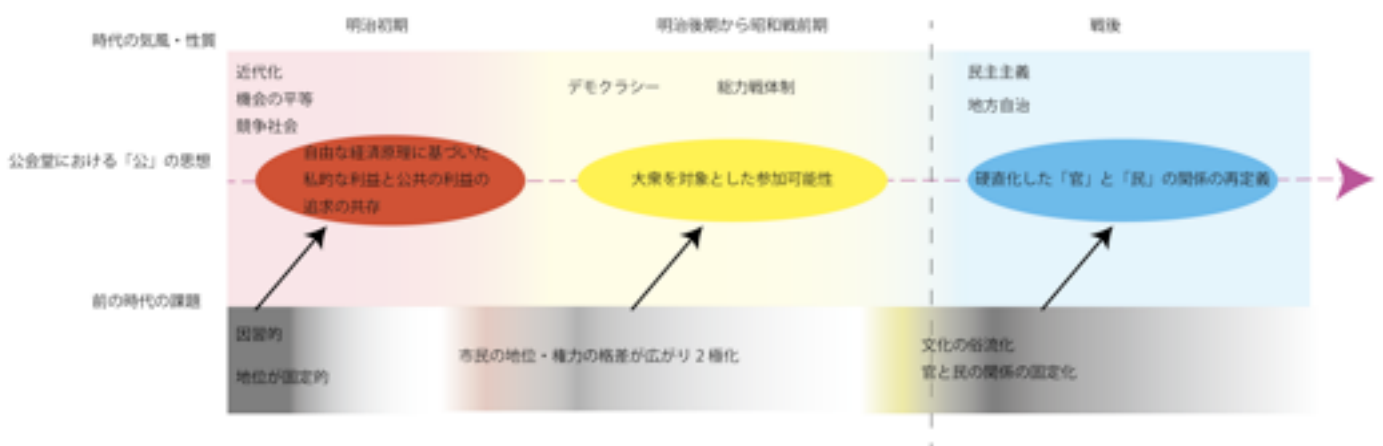 明治初期
明治後期から昭和戦前期
戦後
時代の気風・性質
近代化
機会の平等
競争社会
デモクラシー
総力戦体制
民主主義
地方自治
公会堂における「公」の思想
自由な経済原理に基づいた
私的な利益と公共の利益の
追求の共存
大衆を対象とした参加可能性
硬直化した「官」と「民」の関係の再定義
前の時代の課題
因習的
地位が固定的
市民の地位・権力の格差が広がり2極化
文化の俗流化
官と民の関係の固定化